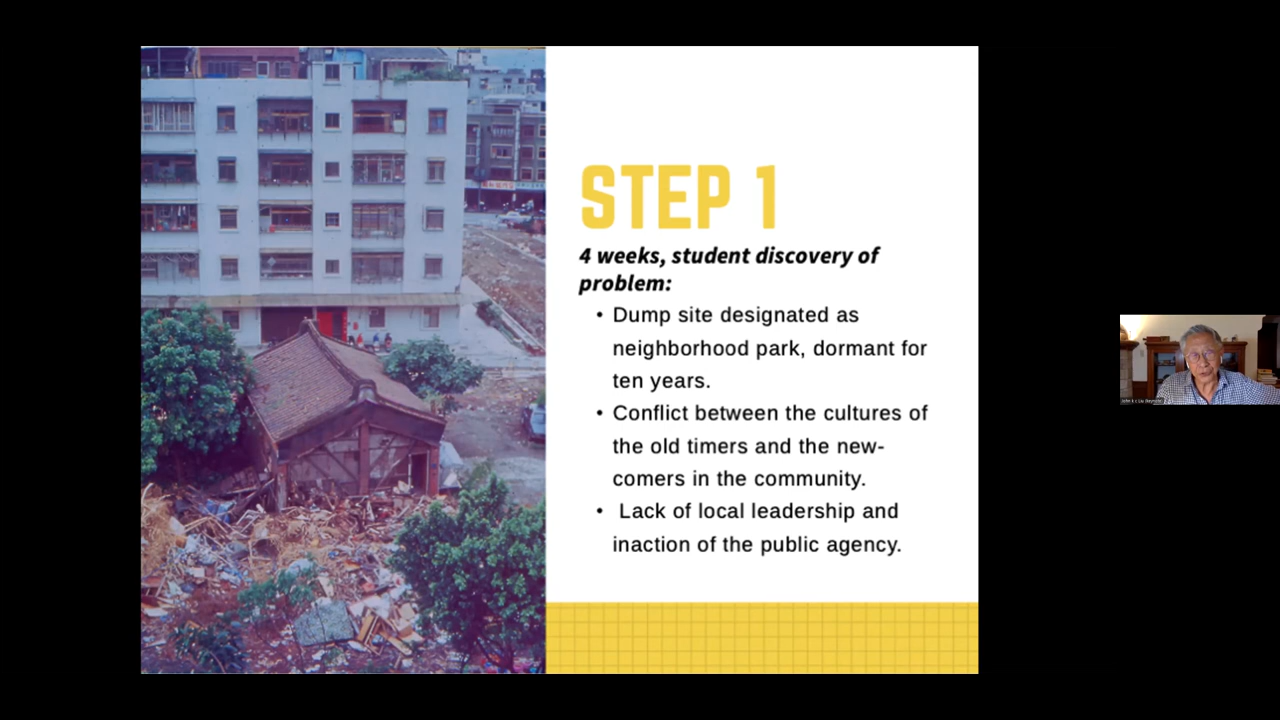 STEP 1
4 weeks, student discovery of
problem:
• Dump site designated as
neighborhood park, dormant for
ten years.
• Conflict between the cultures of
the old timers and the new-
comers in the community.
• Lack of local leadership and
inaction of the public agency.